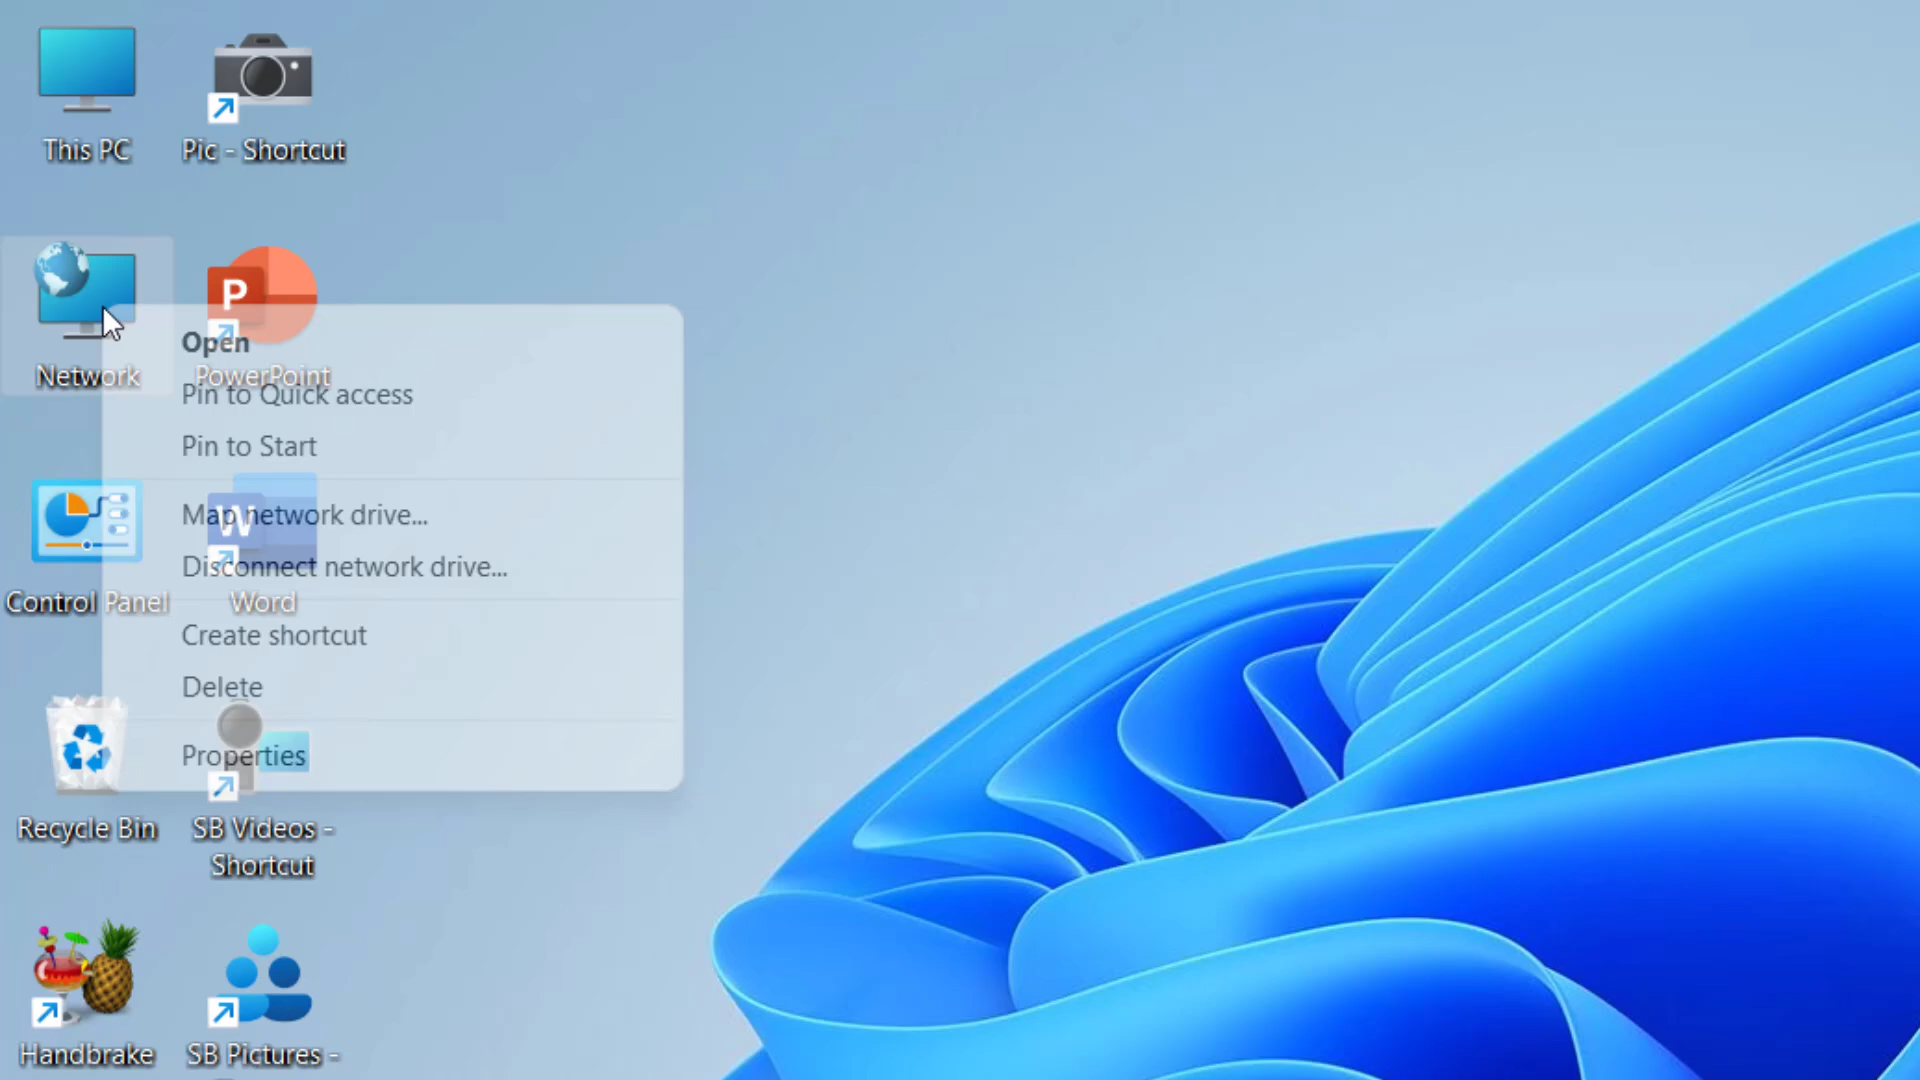 This PC
Pic - Shortcut
Network
P
PowerPoint
Open
Pin to Quick access
Pin to Start
Map network drive...
Disconnect network drive...
Create shortcut
Delete
Properties
Control Panel
W
Word
Recycle Bin
SB Videos -
Shortcut
Handbrake
SB Pictures -